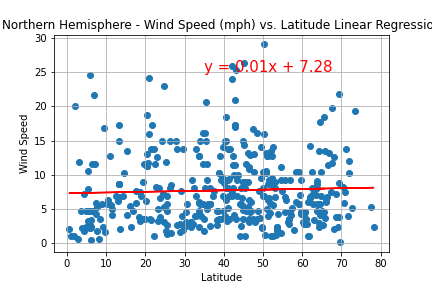 Northern Hemisphere - Wind Speed (mph) vs. Latitude Linear Regressio
y = 0.01x + 7.28
30
25
20
15
10
5
0
Wind Speed
0 10 20 30 40 50 60 70 80
Latitude